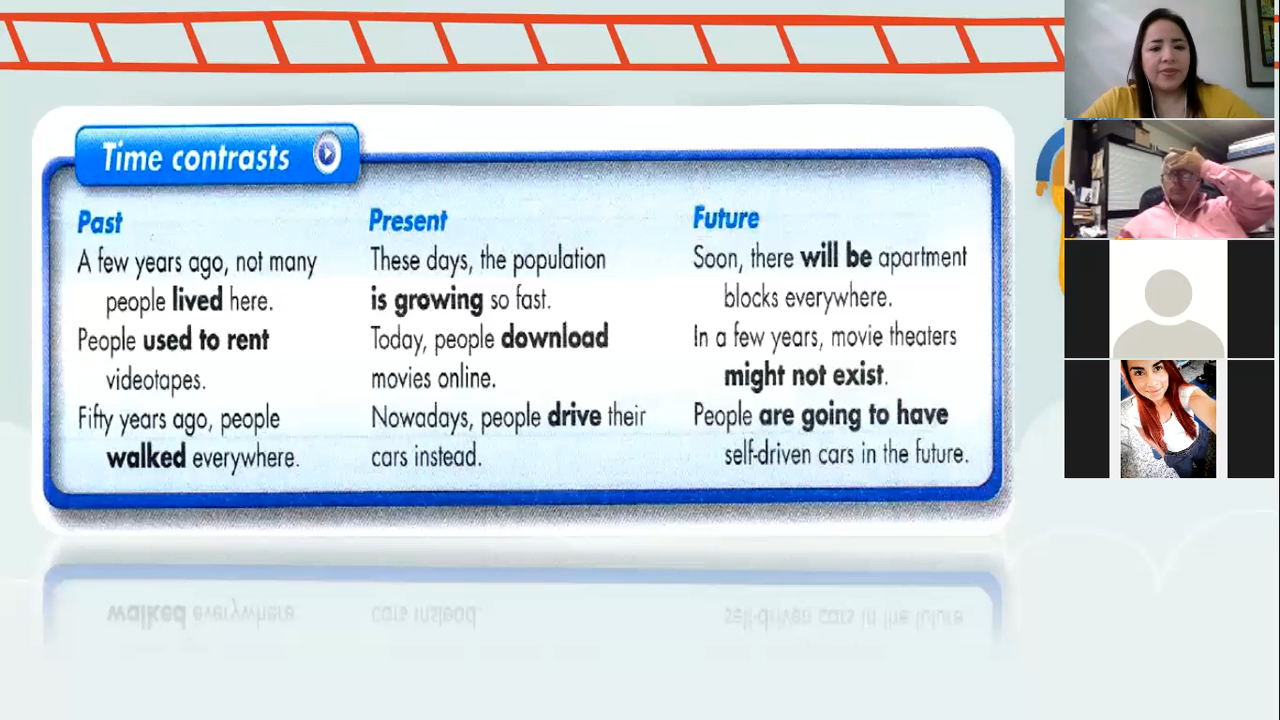 Time contrasts
Past
A few years ago, not many
people lived here.
People used to rent
videotapes.
Fifty years ago, people
walked everywhere.
Present
These days, the population
is growing so fast.
Today, people download
movies online.
Nowadays, people drive their
cars instead.
Future
Soon, there will be apartment
blocks everywhere.
In a few years, movie theaters
might not exist.
People are going to have
self-driven cars in the future.